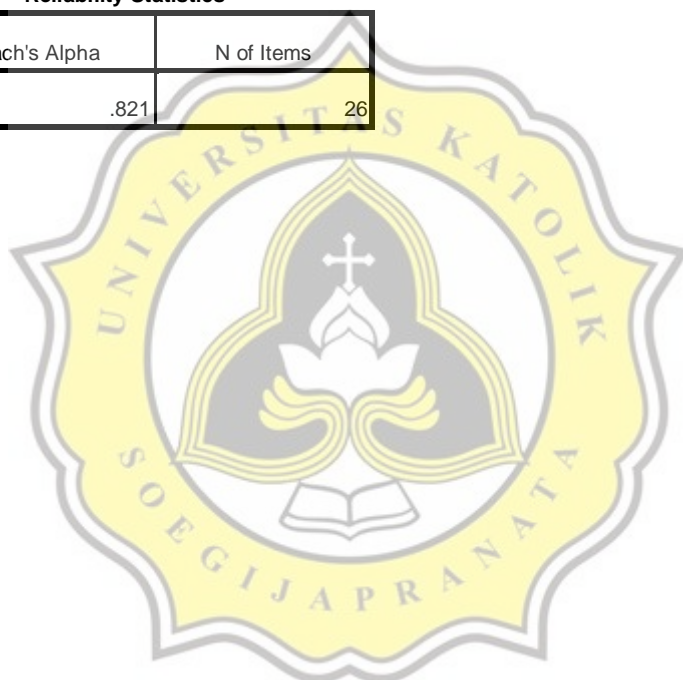 Reliability Statistics
ach's Alpha N of Items
.821 26
UNIVERSITAS KATOLIK
SOEGIJAPRANATA